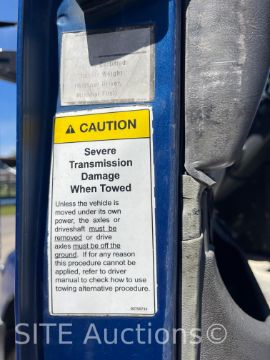 Weight,
Driver,
CAUTION
Severe
Transmission
Damage
When Towed
Unless the vehicle is
moved under its own
power, the axles or
driveshaft must be
removed or drive
axles must be off the
ground. If for any reason
this procedure cannot be
applied, refer to driver
manual to check how to use
towing alternative procedure.
SITE Auctions(©)